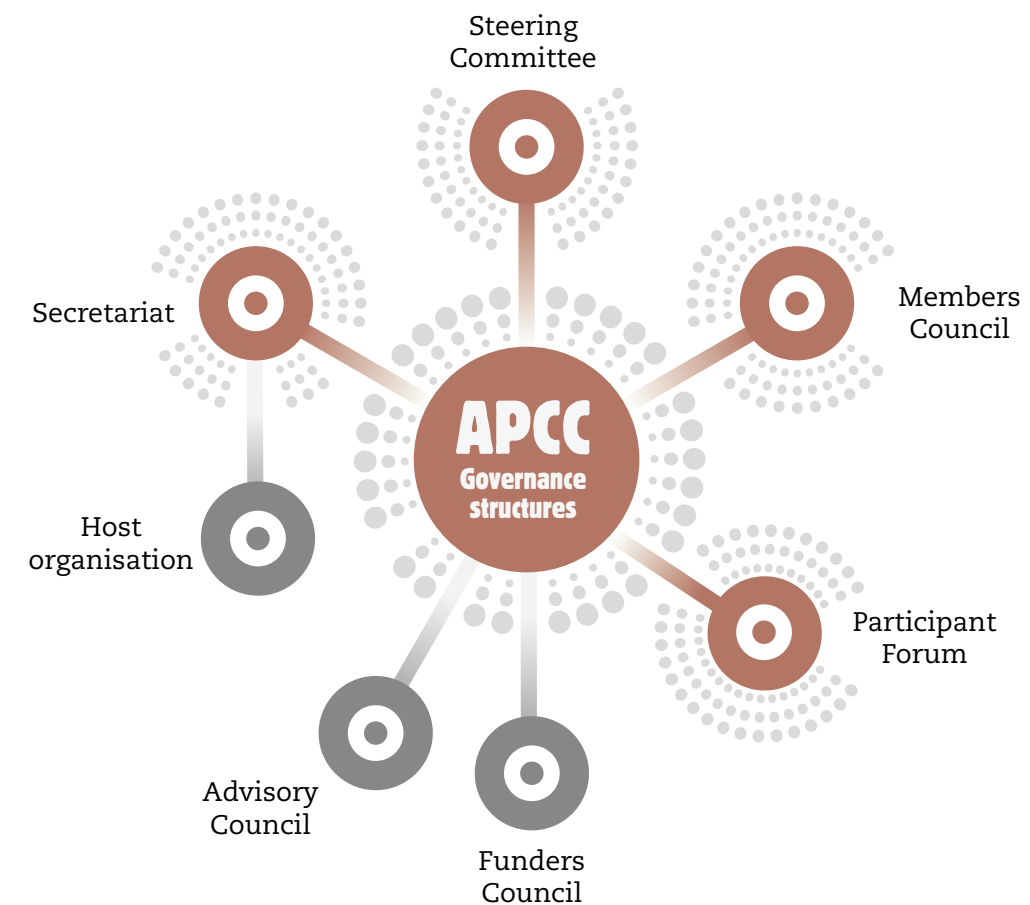 Steering
Committee
Secretariat
Members
Council
APCC
Governance
structures
Host
organisation
Participant
Forum
Advisory
Council
Funders
Council